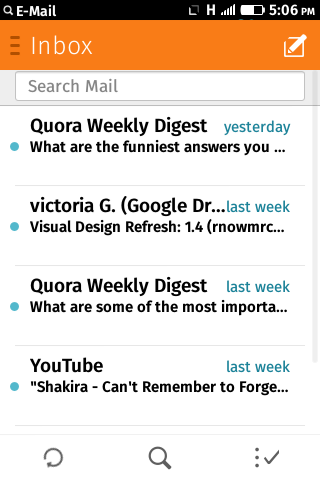 E-Mail H 5:06 PM
Inbox
Search Mail
Quora Weekly Digest yesterday
What are the funniest answers you ...
victoria G. (Google Dr... last week
Visual Design Refresh: 1.4 (rnowmrc...
Quora Weekly Digest last week
What are some of the most importa...
YouTube last week
"Shakira - Can't Remember to Forge...